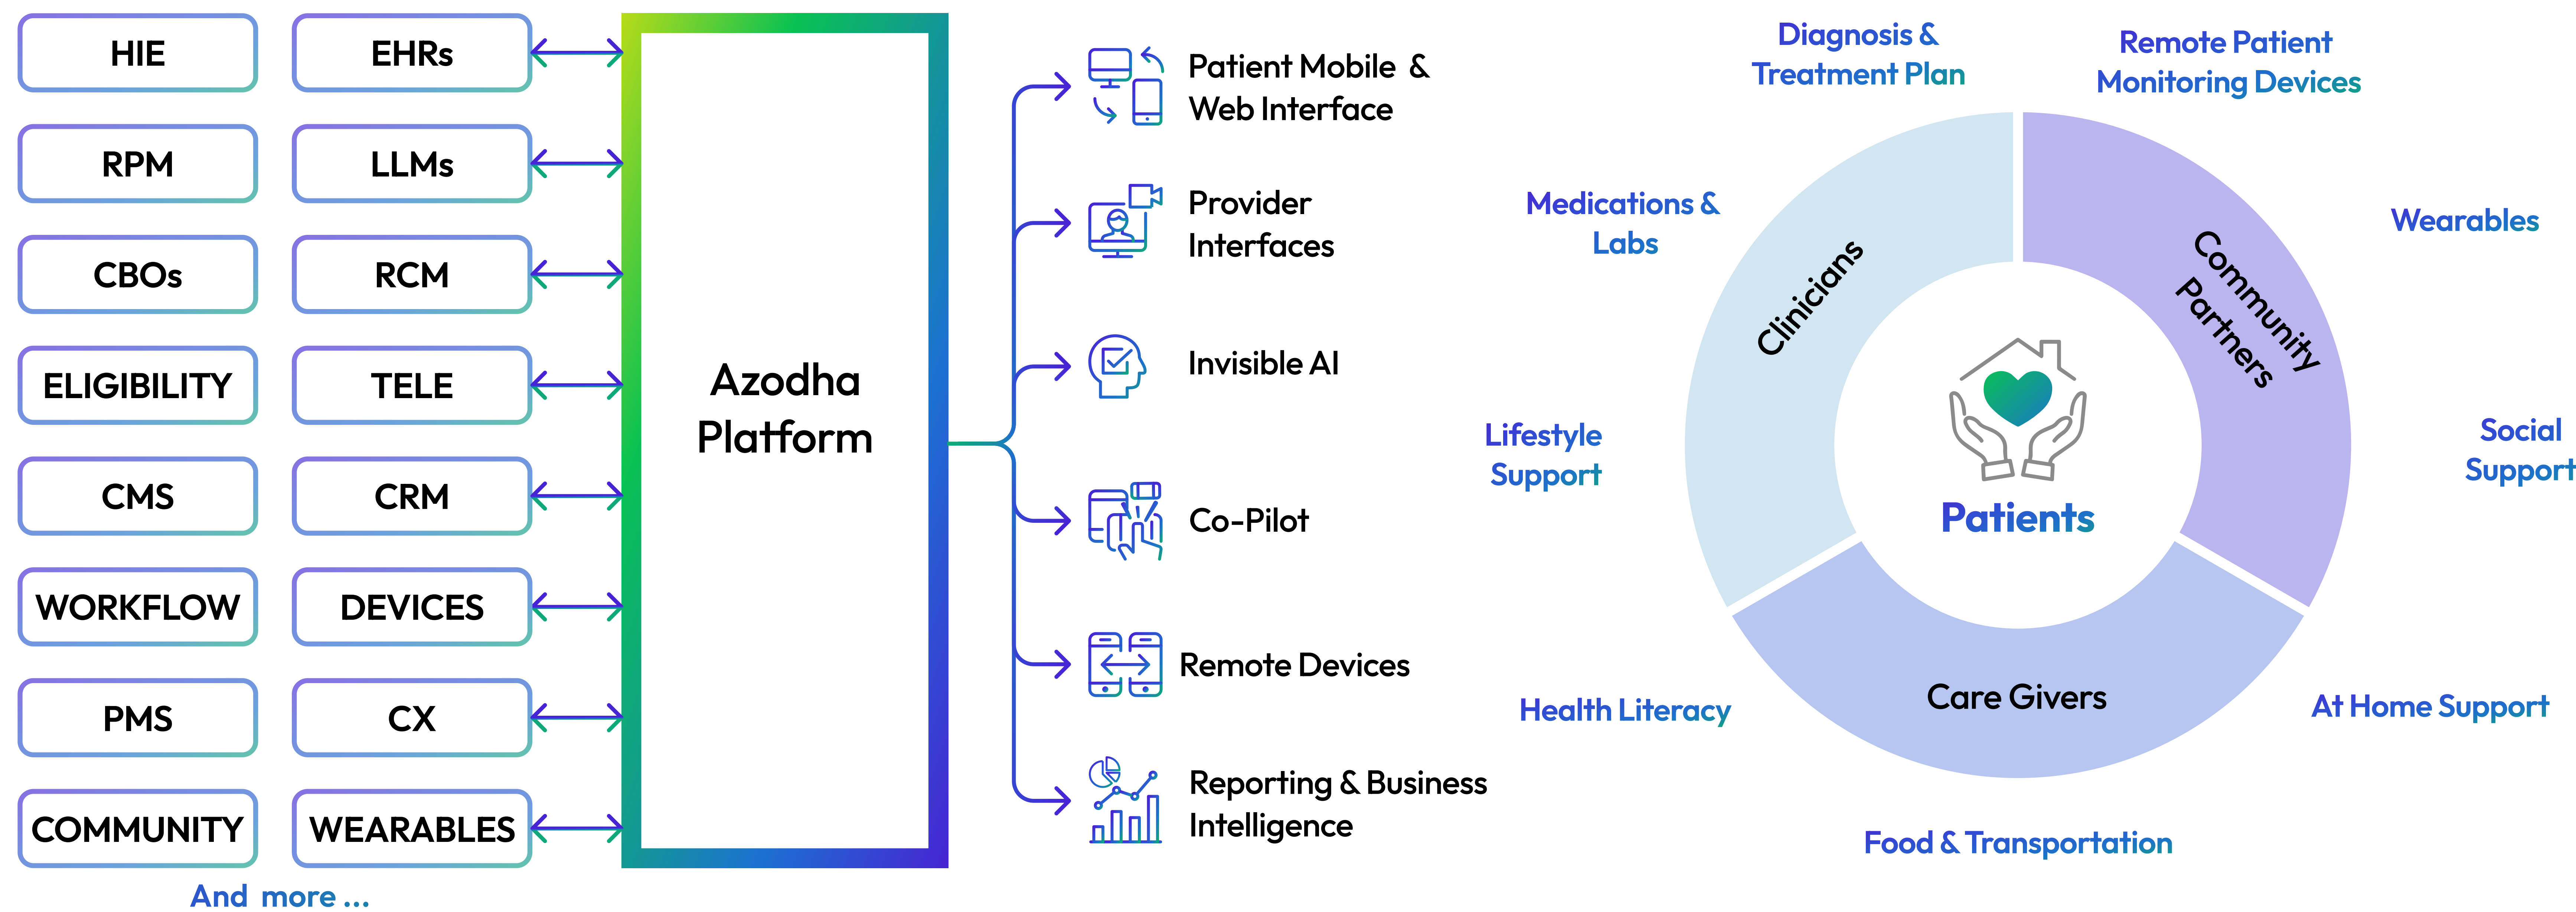 HIE
EHRs
RPM
LLMs
CBOs
RCM
ELIGIBILITY
TELE
CMS
CRM
WORKFLOW
DEVICES
PMS
CX
COMMUNITY
WEARABLES
And more ...
Azodha
Platform
Patient Mobile &
Web Interface
Provider
Interfaces
Invisible AI
Co-Pilot
Remote Devices
Reporting & Business
Intelligence
Diagnosis &
Treatment Plan
Remote Patient
Monitoring Devices
Medications &
Labs
Wearables
Lifestyle
Support
Social
Support
Health Literacy
At Home Support
Food & Transportation
Clinicians
Community
Partners
Care Givers
Patients